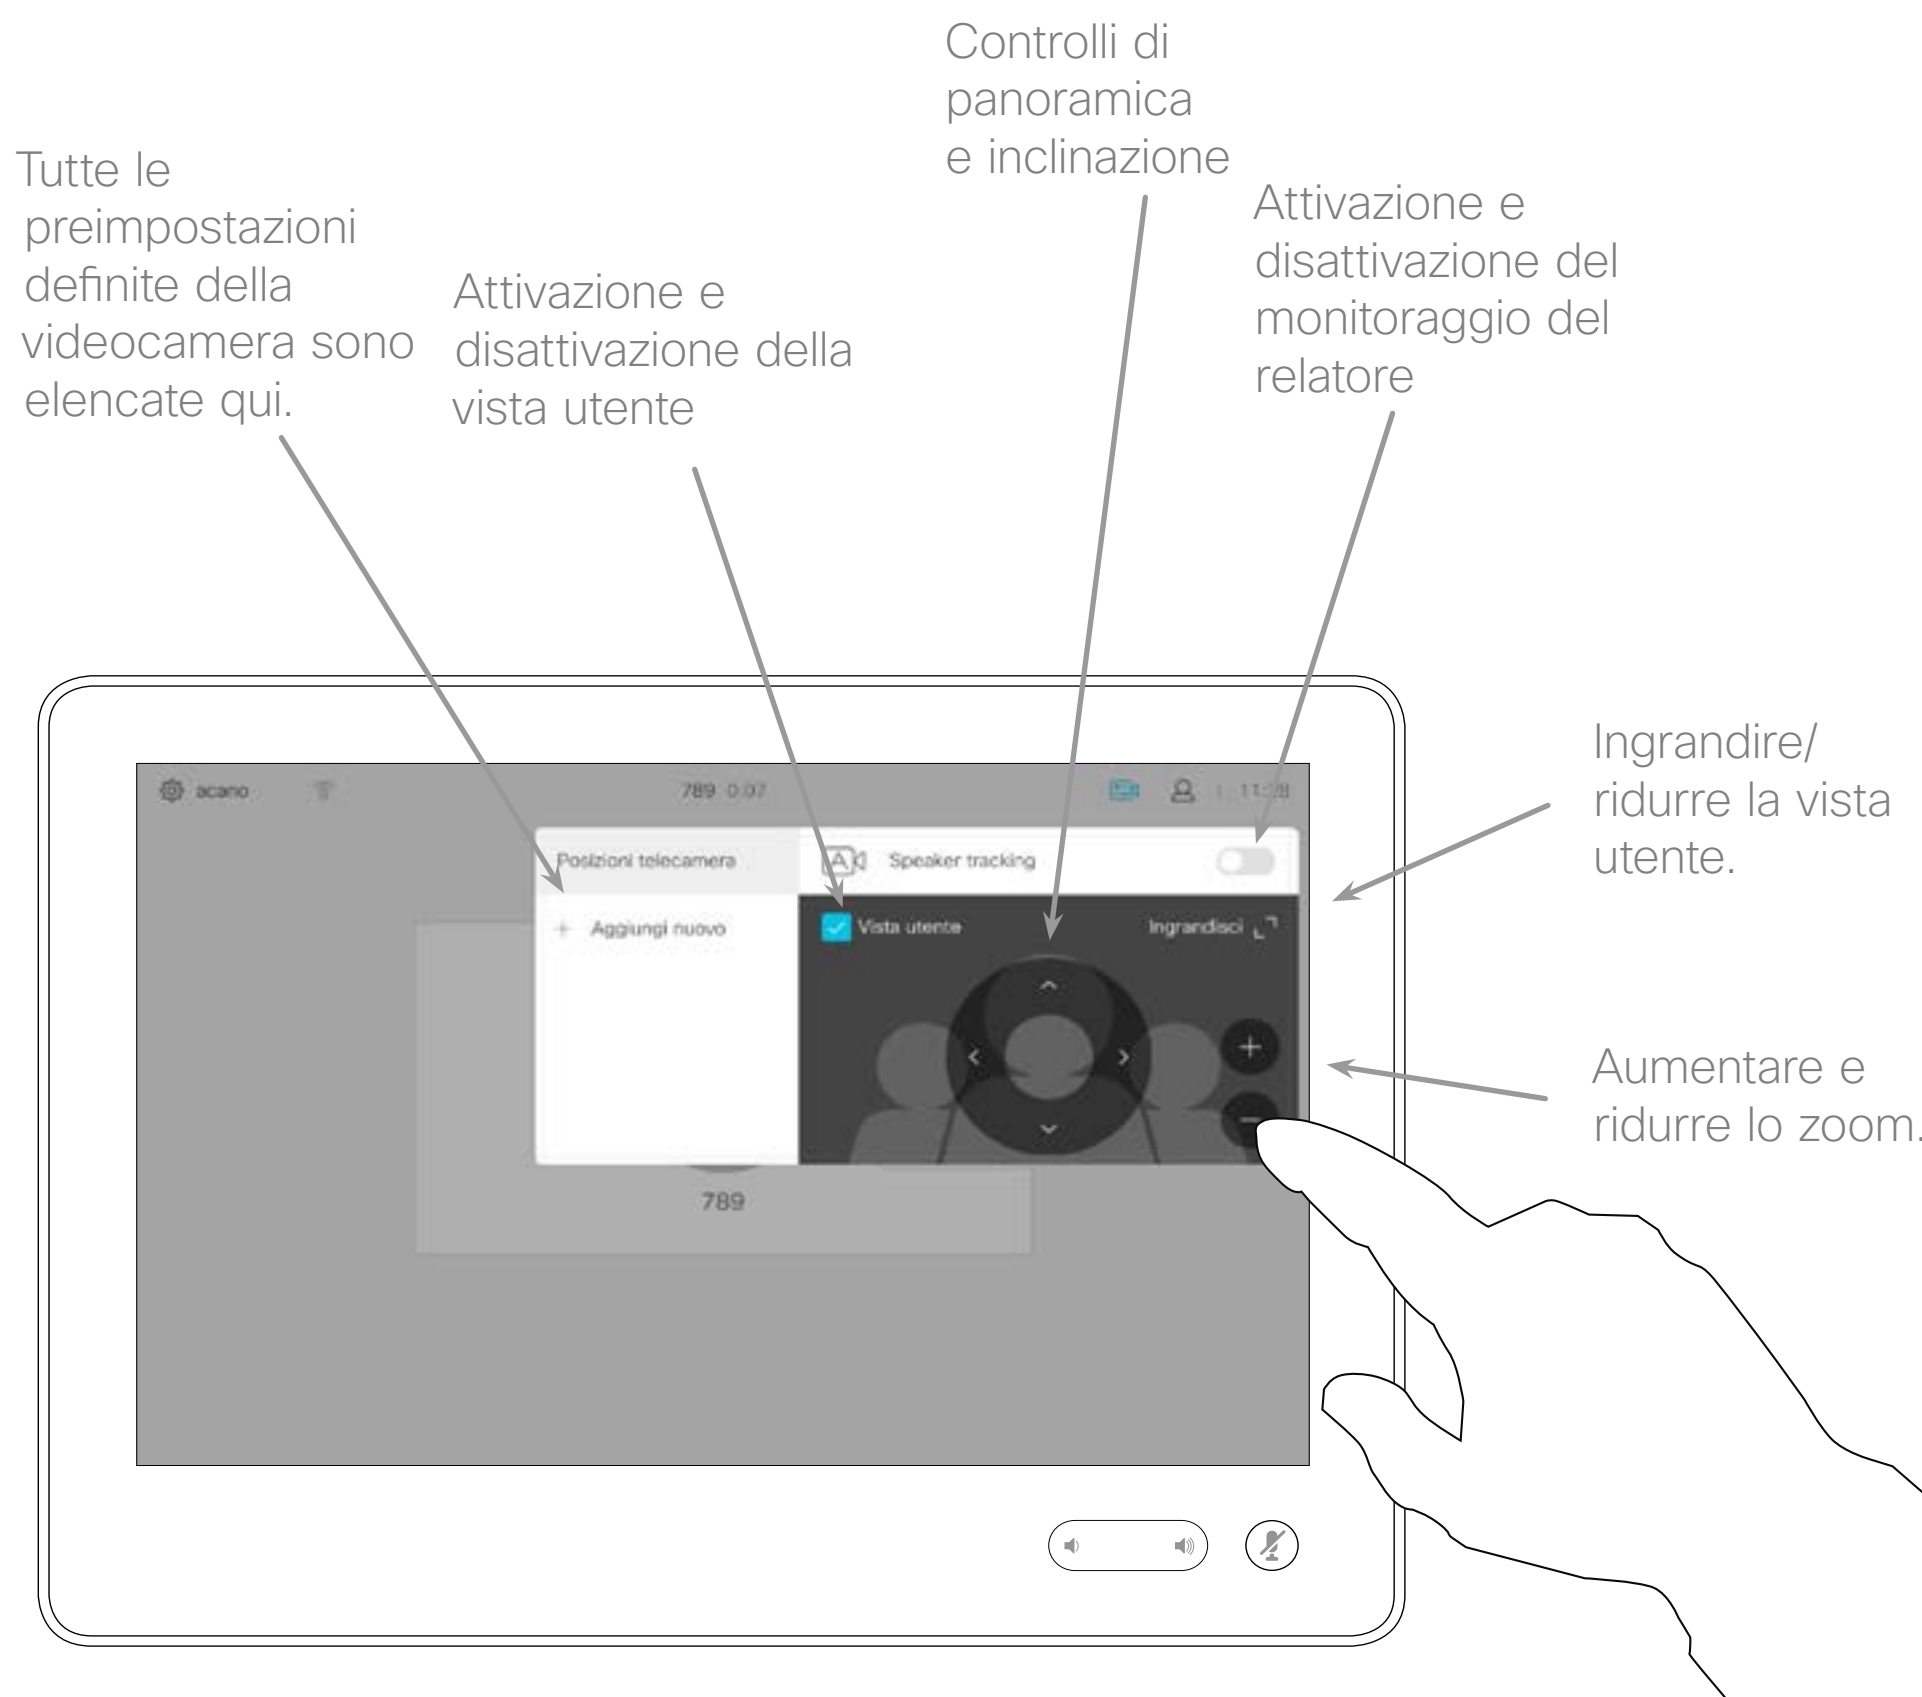 Controlli di
panoramica
e inclinazione
Tutte le
preimpostazioni
definite della
videocamera sono
elencate qui.
Attivazione e
disattivazione della
vista utente
Attivazione e
disattivazione del
monitoraggio del
relatore
Ingrandire/
ridurre la vista
utente.
Aumentare e
ridurre lo zoom.
acano
789 0:07
Posizioni telecamera
Speaker tracking
Aggiungi nuovo
Vista utente
Ingrandisci
789